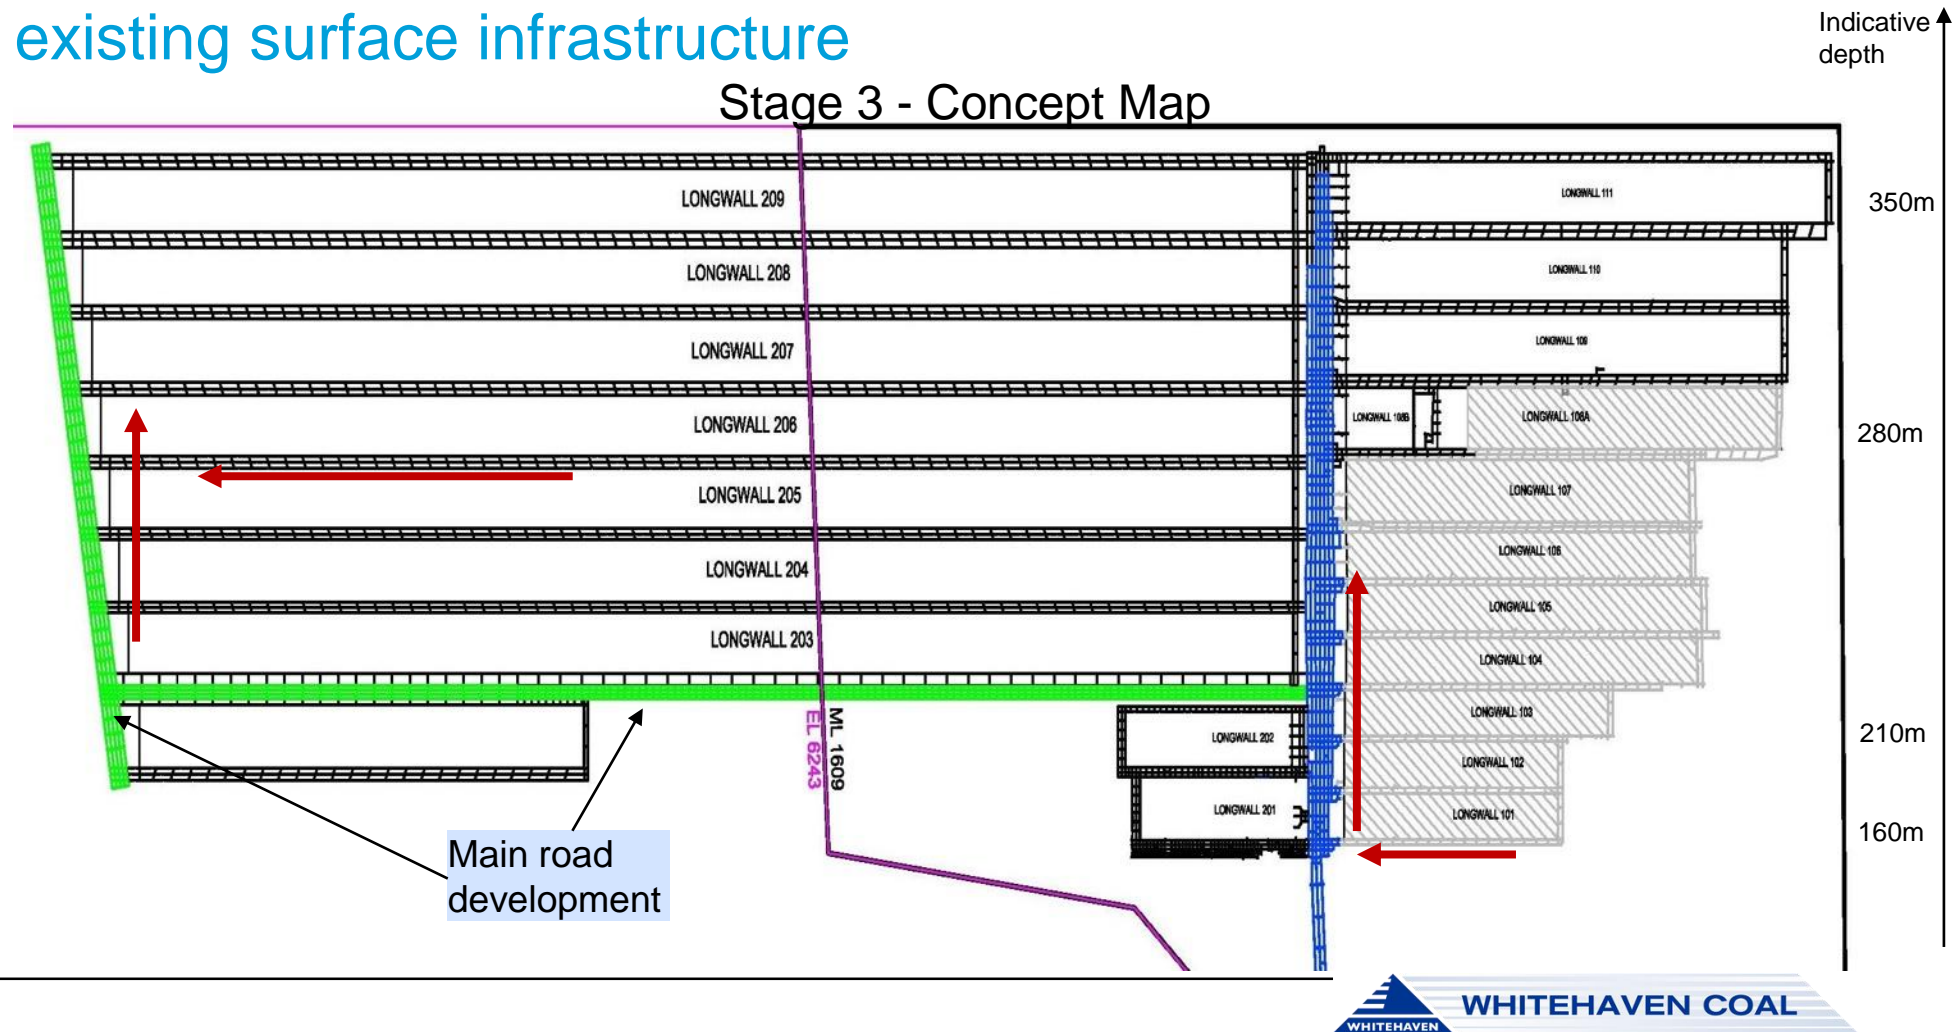 existing surface infrastructure
Indicative
depth
Stage 3 - Concept Map
LONGWALL 209
LONGWALL 111
350m
LONGWALL 208
LONGWALL 110
LONGWALL 207
LONGWALL 109
LONGWALL 206
LONGWALL 108B
LONGWALL 108A
280m
LONGWALL 205
LONGWALL 107
LONGWALL 204
LONGWALL 106
LONGWALL 105
LONGWALL 203
LONGWALL 104
LONGWALL 103
ML 1609
EL 6243
LONGWALL 202
210m
LONGWALL 102
LONGWALL 201
LONGWALL 101
160m
Main road
development
WHITEHAVEN COAL
WHITEHAVEN